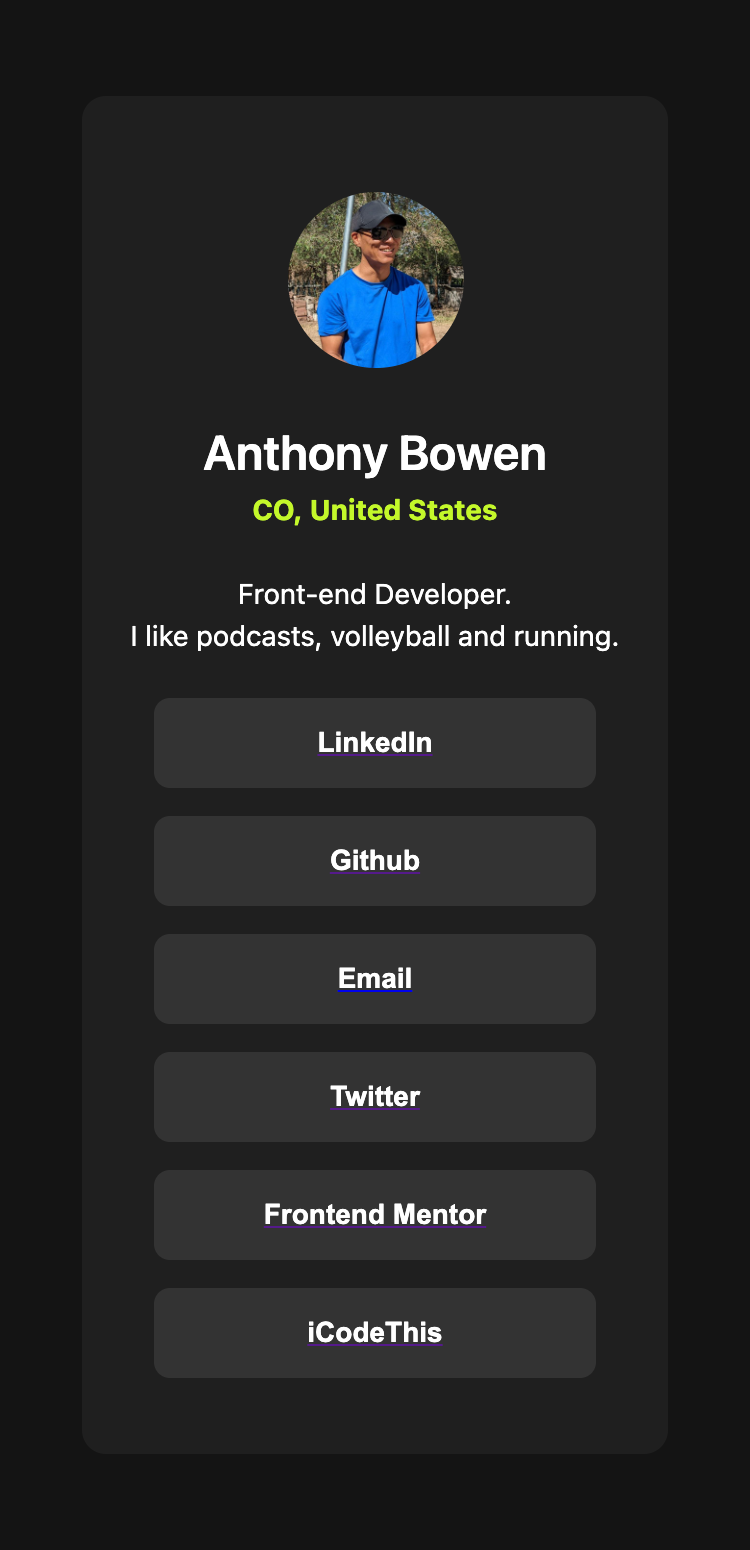 Anthony Bowen
CO, United States
Front-end Developer.
I like podcasts, volleyball and running.
LinkedIn
Github
Email
Twitter
Frontend Mentor
iCodeThis